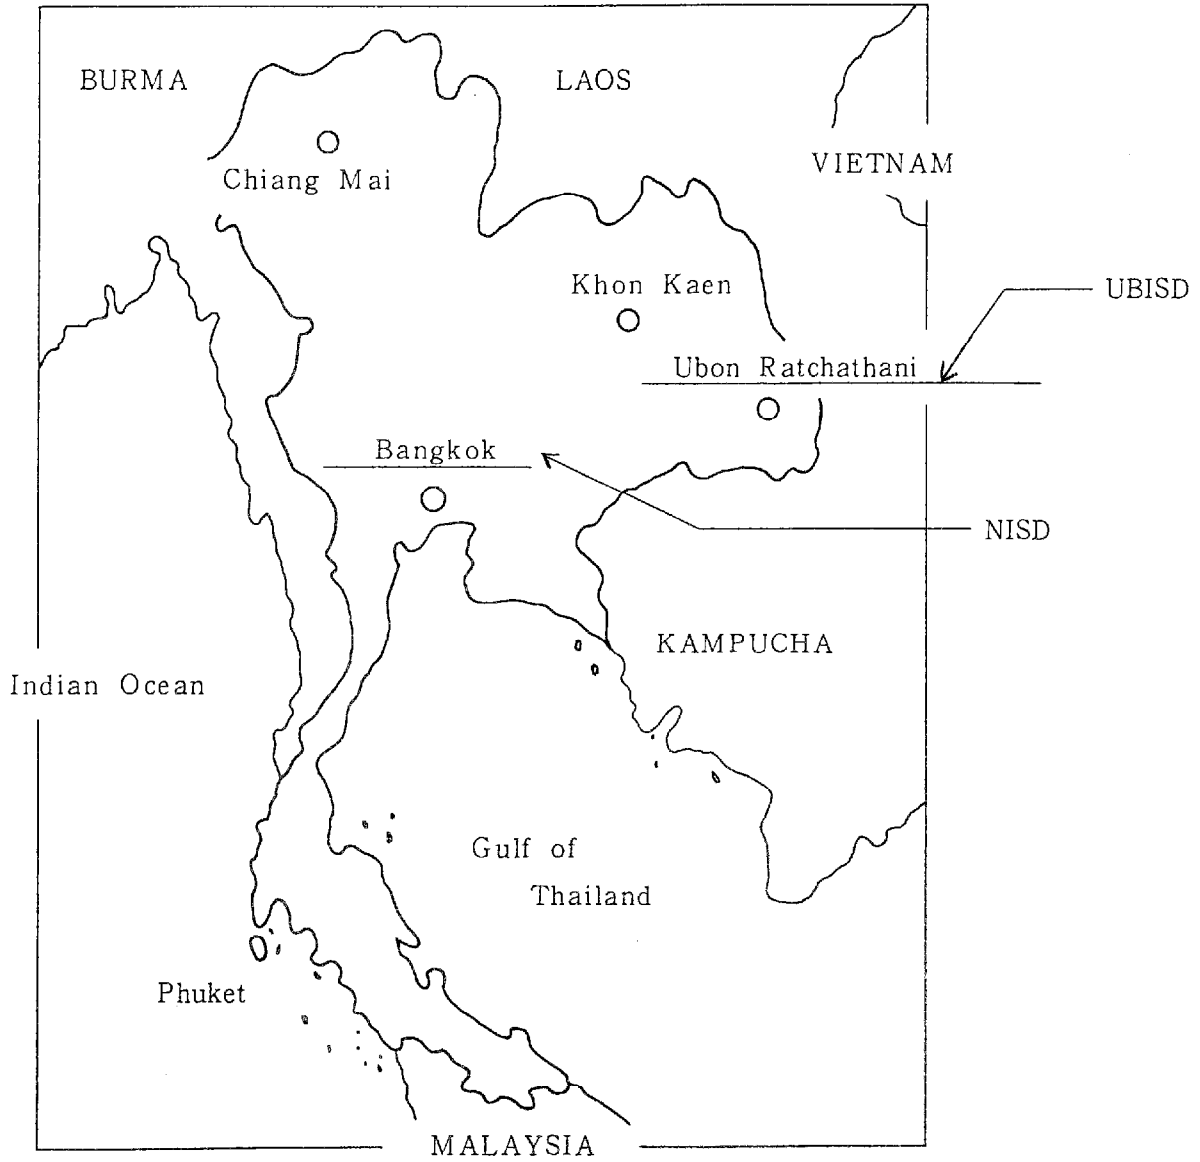 BURMA
LAOS
VIETNAM
Chiang Mai
Khon Kaen
UBISD
Ubon Ratchathani
Bangkok
NISD
KAMPUCHA
Indian Ocean
Gulf of
Thailand
Phuket
MALAYSIA